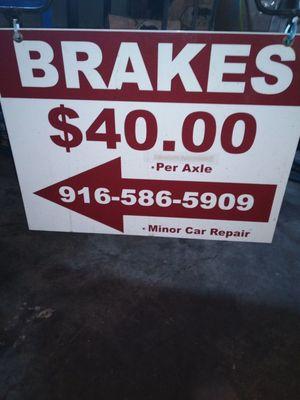 BRAKES
$40.00
·Per Axle
916-586-5909
· Minor Car Repair